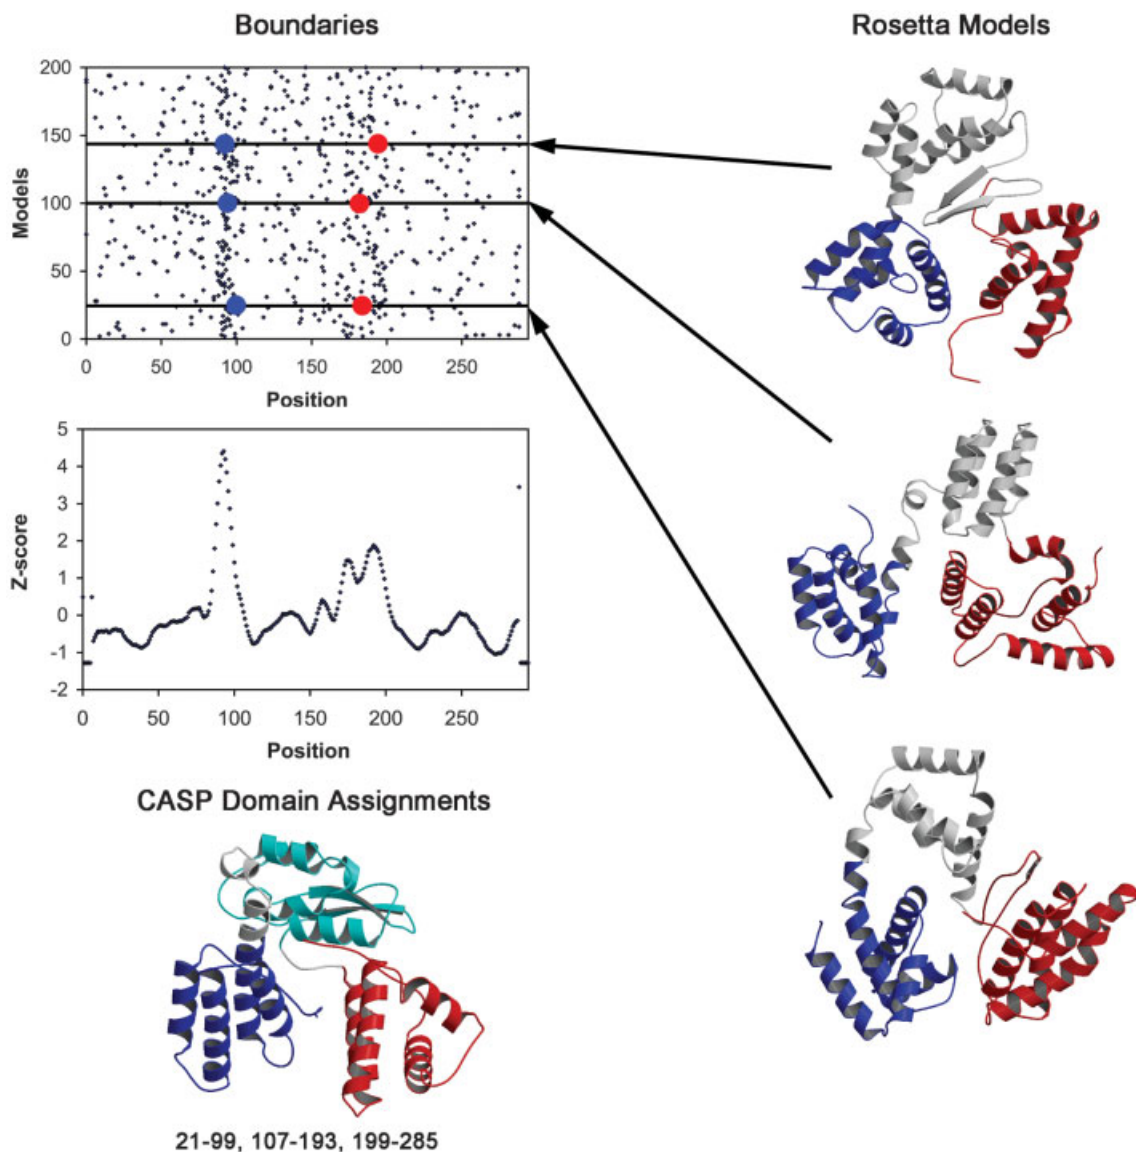 Boundaries
Rosetta Models
200
150
100
50
0
Models
0 50 100 150 200 250
Position
5
4
3
2
1
0
-1
-2
Z-score
0 50 100 150 200 250
Position
CASP Domain Assignments
21-99, 107-193, 199-285